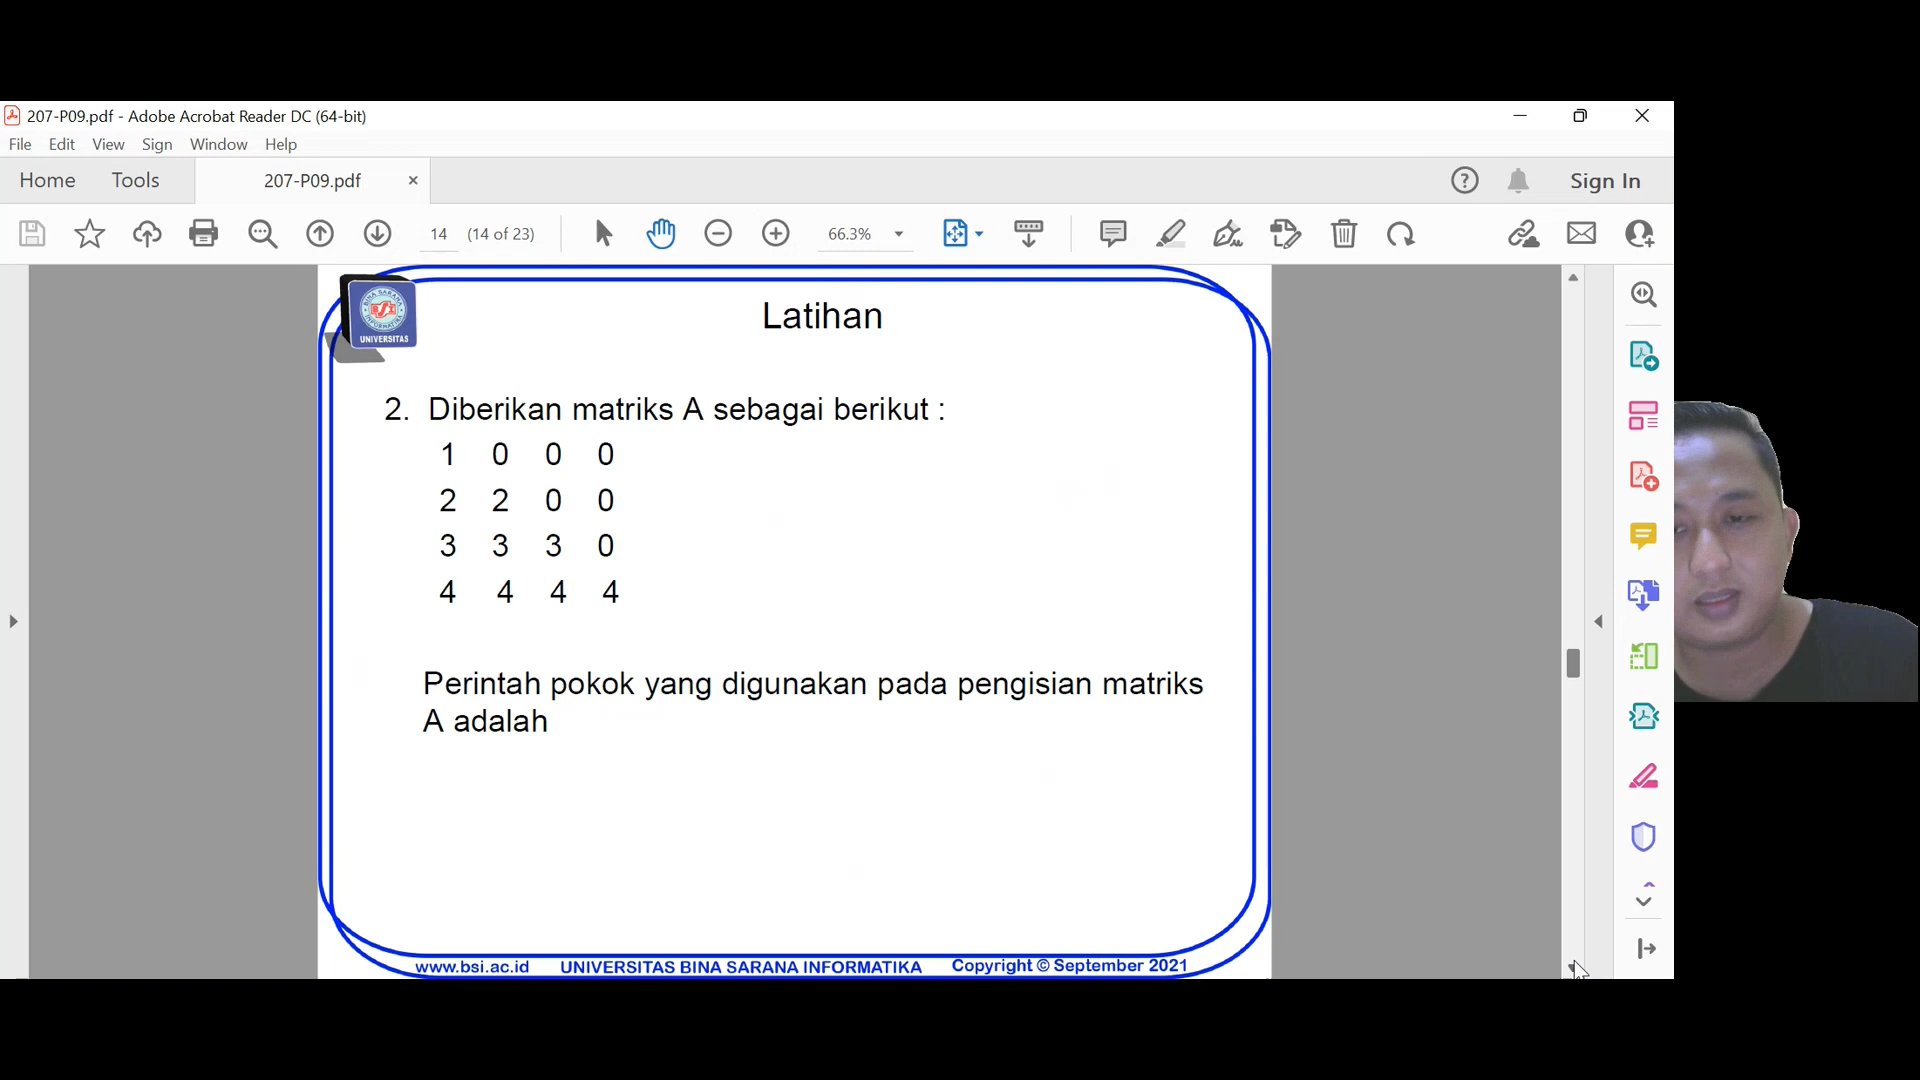 207-P09.pdf - Adobe Acrobat Reader DC (64-bit)
File Edit View Sign Window Help
Home Tools 207-P09.pdf × Sign In
14 (14 of 23) 66.3%
UNIVERSITAS
Latihan
2. Diberikan matriks A sebagai berikut :
1 0 0 0
2 2 0 0
3 3 3 0
4 4 4 4
Perintah pokok yang digunakan pada pengisian matriks
A adalah
www.bsi.ac.id UNIVERSITAS BINA SARANA INFORMATIKA Copyright © September 2021